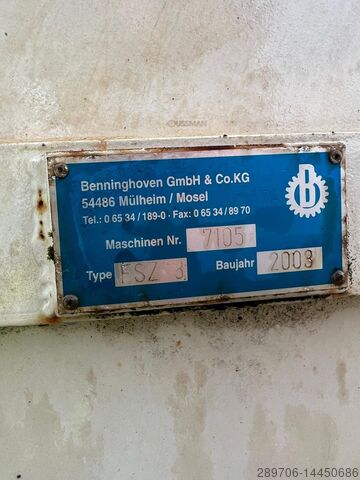 OUSSMAN
Benninghoven GmbH & Co.KG
54486 Mülheim / Mosel
Tel.: 0 65 34 / 189-0 · Fax: 0 65 34 / 89 70
Maschinen Nr. 7105
Type FSZ 3 Baujahr 2003
B
289706-14450686